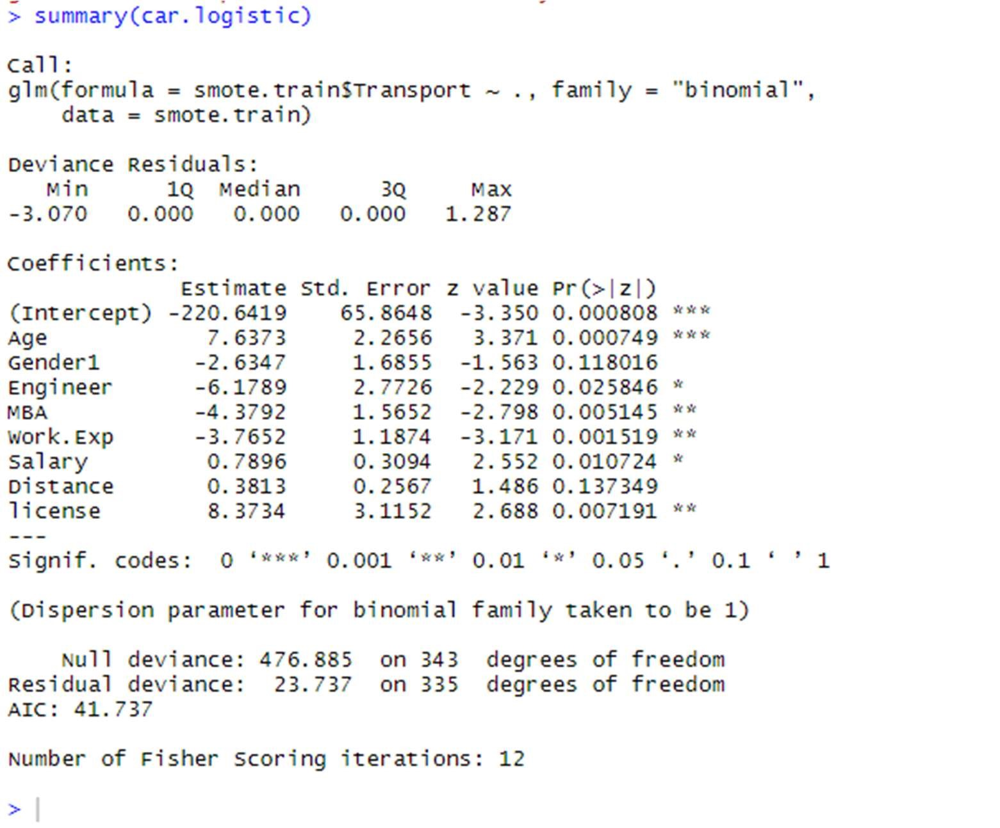 > summary(car.logistic)
Call:
glm(formula = smote.train$Transport ~ ., family = "binomial",
    data = smote.train)
Deviance Residuals:
   Min      1Q  Median      3Q     Max
-3.070   0.000   0.000   0.000   1.287
Coefficients:
             Estimate Std. Error z value Pr(>|z|)
(Intercept) -220.6419    65.8648  -3.350 0.000808 ***
Age            7.6373     2.2656   3.371 0.000749 ***
Gender1       -2.6347     1.6855  -1.563 0.118016
Engineer      -6.1789     2.7726  -2.229 0.025846 *
MBA           -4.3792     1.5652  -2.798 0.005145 **
Work.Exp      -3.7652     1.1874  -3.171 0.001519 **
Salary         0.7896     0.3094   2.552 0.010724 *
Distance       0.3813     0.2567   1.486 0.137349
license        8.3734     3.1152   2.688 0.007191 **
---
Signif. codes:  0 ‘***’ 0.001 ‘**’ 0.01 ‘*’ 0.05 ‘.’ 0.1 ‘ ’ 1
(Dispersion parameter for binomial family taken to be 1)
    Null deviance: 476.885  on 343  degrees of freedom
Residual deviance:  23.737  on 335  degrees of freedom
AIC: 41.737
Number of Fisher Scoring iterations: 12
>